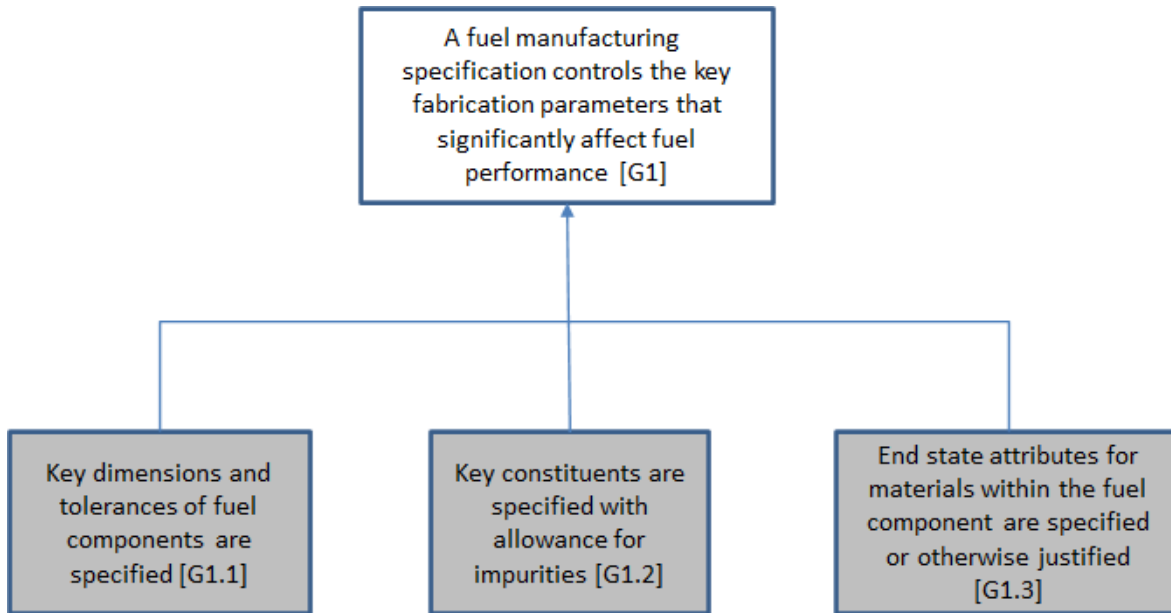 A fuel manufacturing
specification controls the key
fabrication parameters that
significantly affect fuel
performance [G1]
Key dimensions and
tolerances of fuel
components are
specified [G1.1]
Key constituents are
specified with
allowance for
impurities [G1.2]
End state attributes for
materials within the fuel
component are specified
or otherwise justified
[G1.3]